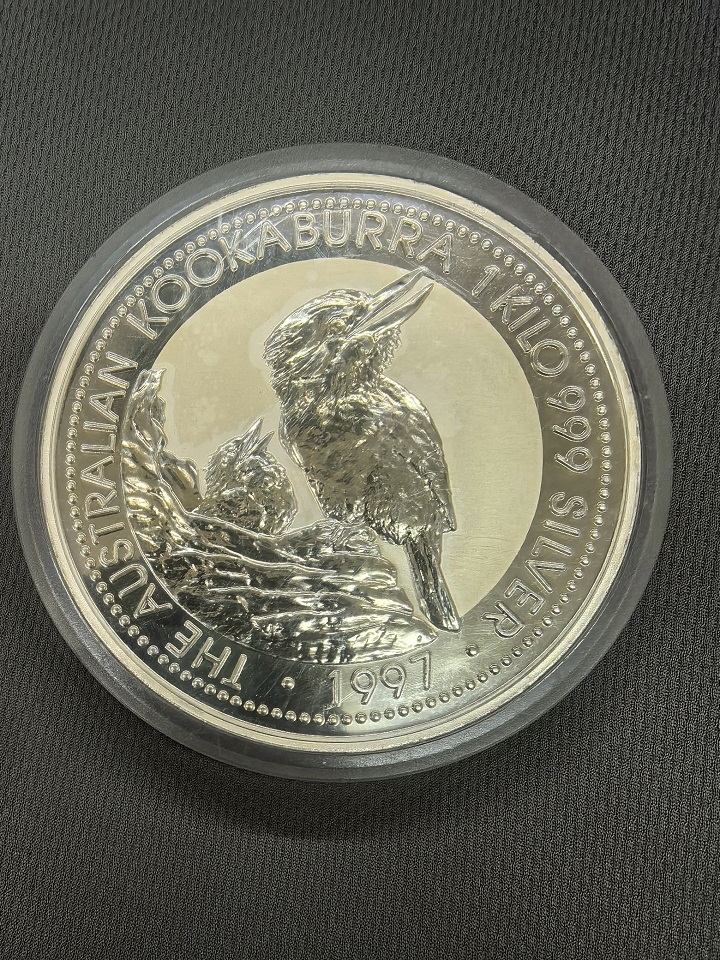 THE AUSTRALIAN KOOKABURRA 1 KILO 999 SILVER
• 1997 •